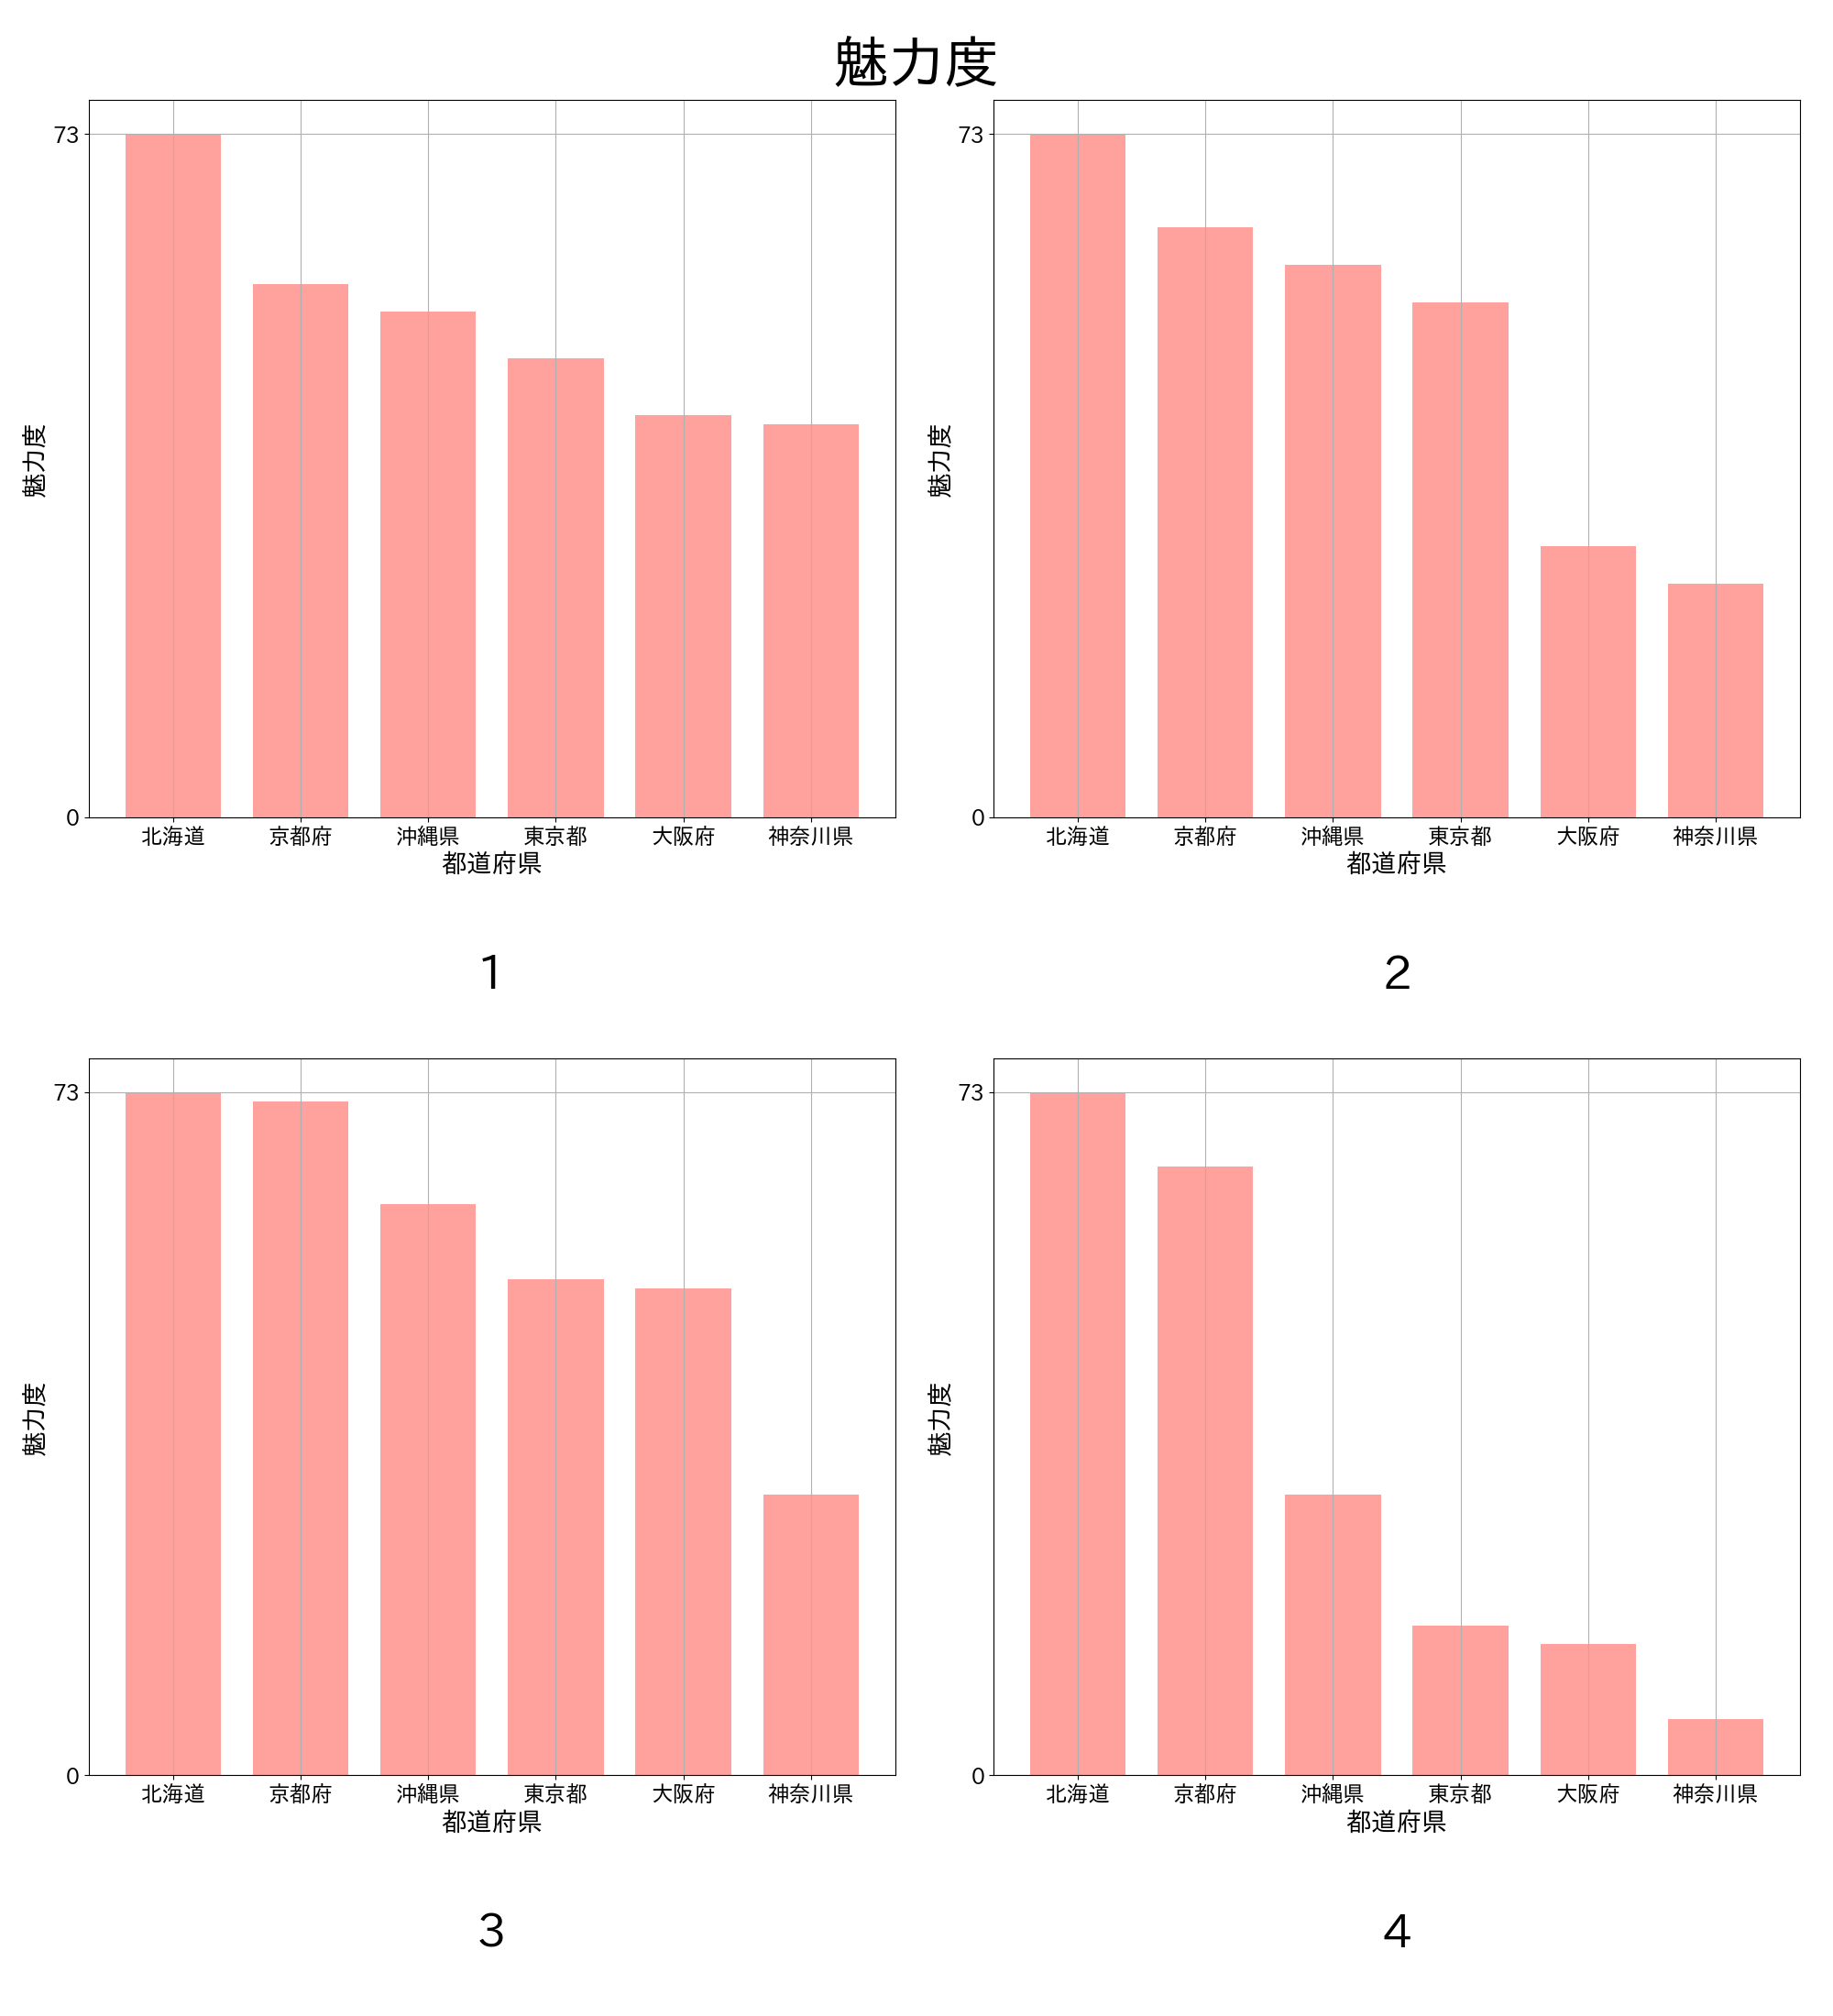 魅力度
73
0
魅力度
北海道 京都府 沖縄県 東京都 大阪府 神奈川県
都道府県
1
73
0
魅力度
北海道 京都府 沖縄県 東京都 大阪府 神奈川県
都道府県
2
73
0
魅力度
北海道 京都府 沖縄県 東京都 大阪府 神奈川県
都道府県
3
73
0
魅力度
北海道 京都府 沖縄県 東京都 大阪府 神奈川県
都道府県
4